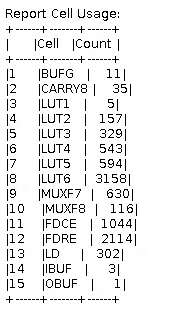 Report Cell Usage:
+------+-------+------+
|      |Cell   |Count |
+------+-------+------+
|1     |BUFG   |    11|
|2     |CARRY8 |    35|
|3     |LUT1   |     5|
|4     |LUT2   |   157|
|5     |LUT3   |   329|
|6     |LUT4   |   543|
|7     |LUT5   |   594|
|8     |LUT6   |  3158|
|9     |MUXF7  |   630|
|10    |MUXF8  |   116|
|11    |FDCE   |  1044|
|12    |FDRE   |  2114|
|13    |LD     |   302|
|14    |IBUF   |     3|
|15    |OBUF   |     1|
+------+-------+------+